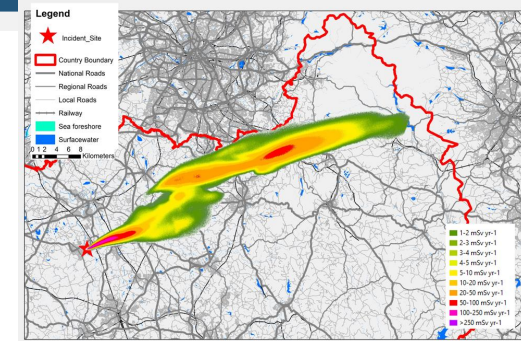 Legend
Incident_Site
Country Boundary
National Roads
Regional Roads
Local Roads
Railway
Sea foreshore
Surfacewater
0 1 2 4 6 8
Kilometers
1-2 mSv yr-1
2-3 mSv yr-1
3-4 mSv yr-1
4-5 mSv yr-1
5-10 mSv yr-1
10-20 mSv yr-1
20-50 mSv yr-1
50-100 mSv yr-1
100-250 mSv yr-1
>250 mSv yr-1